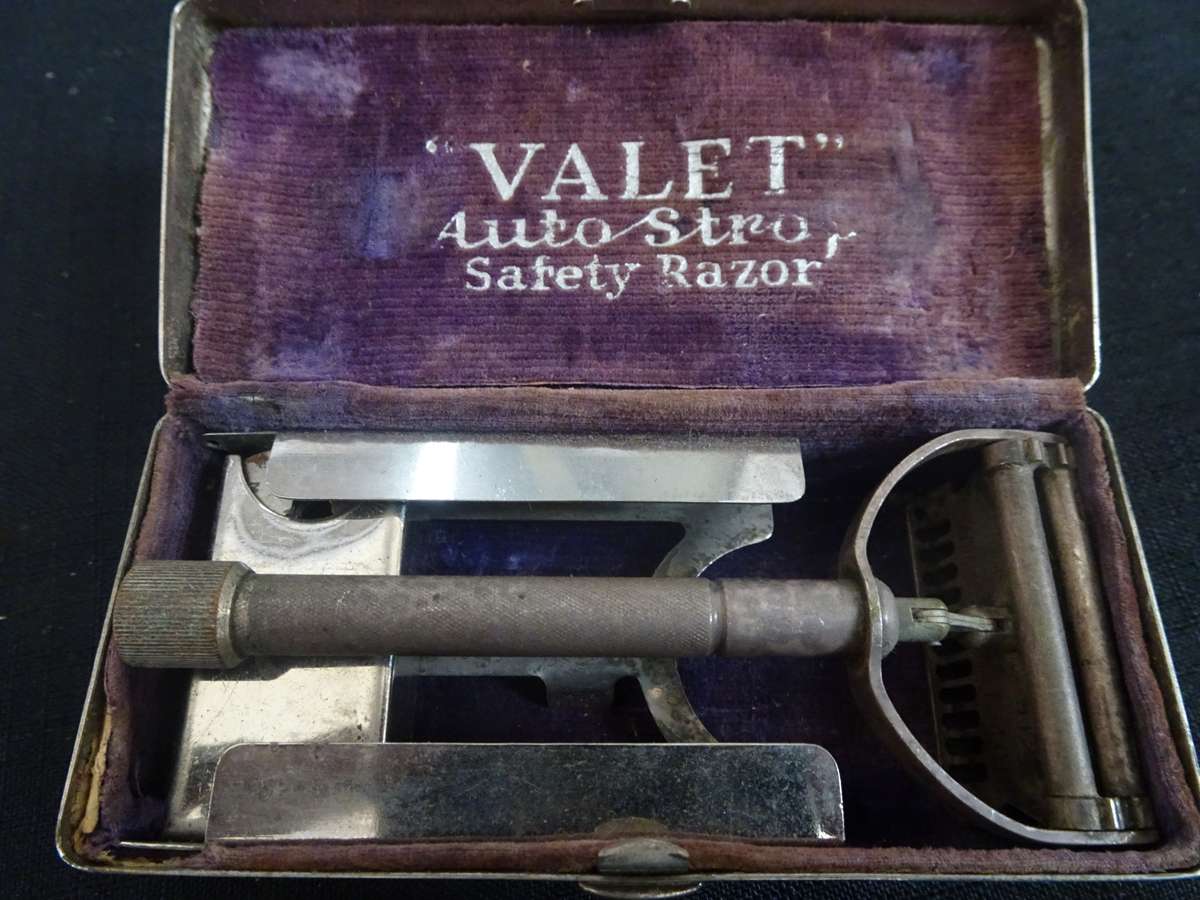 "VALET"
Auto Strop
Safety Razor